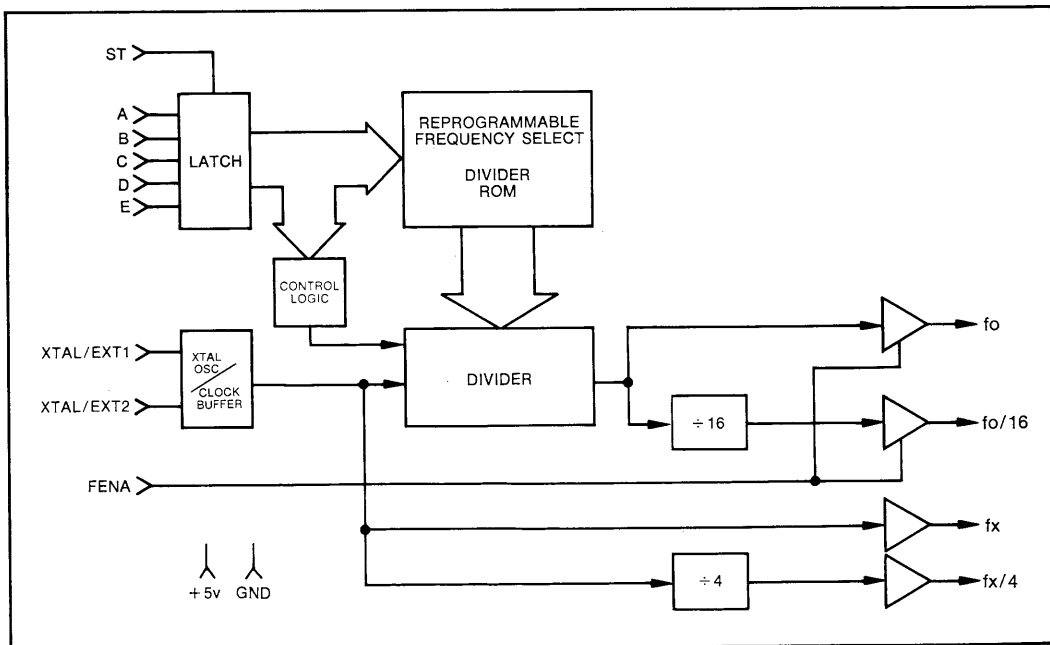 ST
A
B
C
D
E
LATCH
REPROGRAMMABLE
FREQUENCY SELECT
DIVIDER
ROM
CONTROL
LOGIC
XTAL/EXT1
XTAL/EXT2
XTAL
OSC
CLOCK
BUFFER
DIVIDER
÷16
fo
fo/16
FENA
fx
÷4
fx/4
+5v
GND